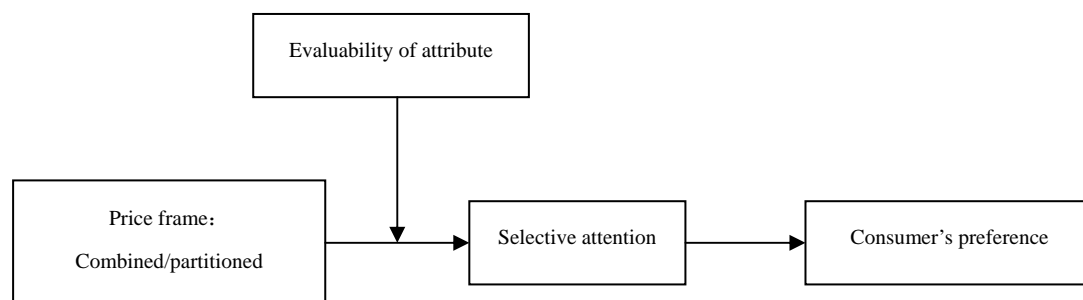 Evaluability of attribute
Price frame：
Combined/partitioned
Selective attention
Consumer’s preference